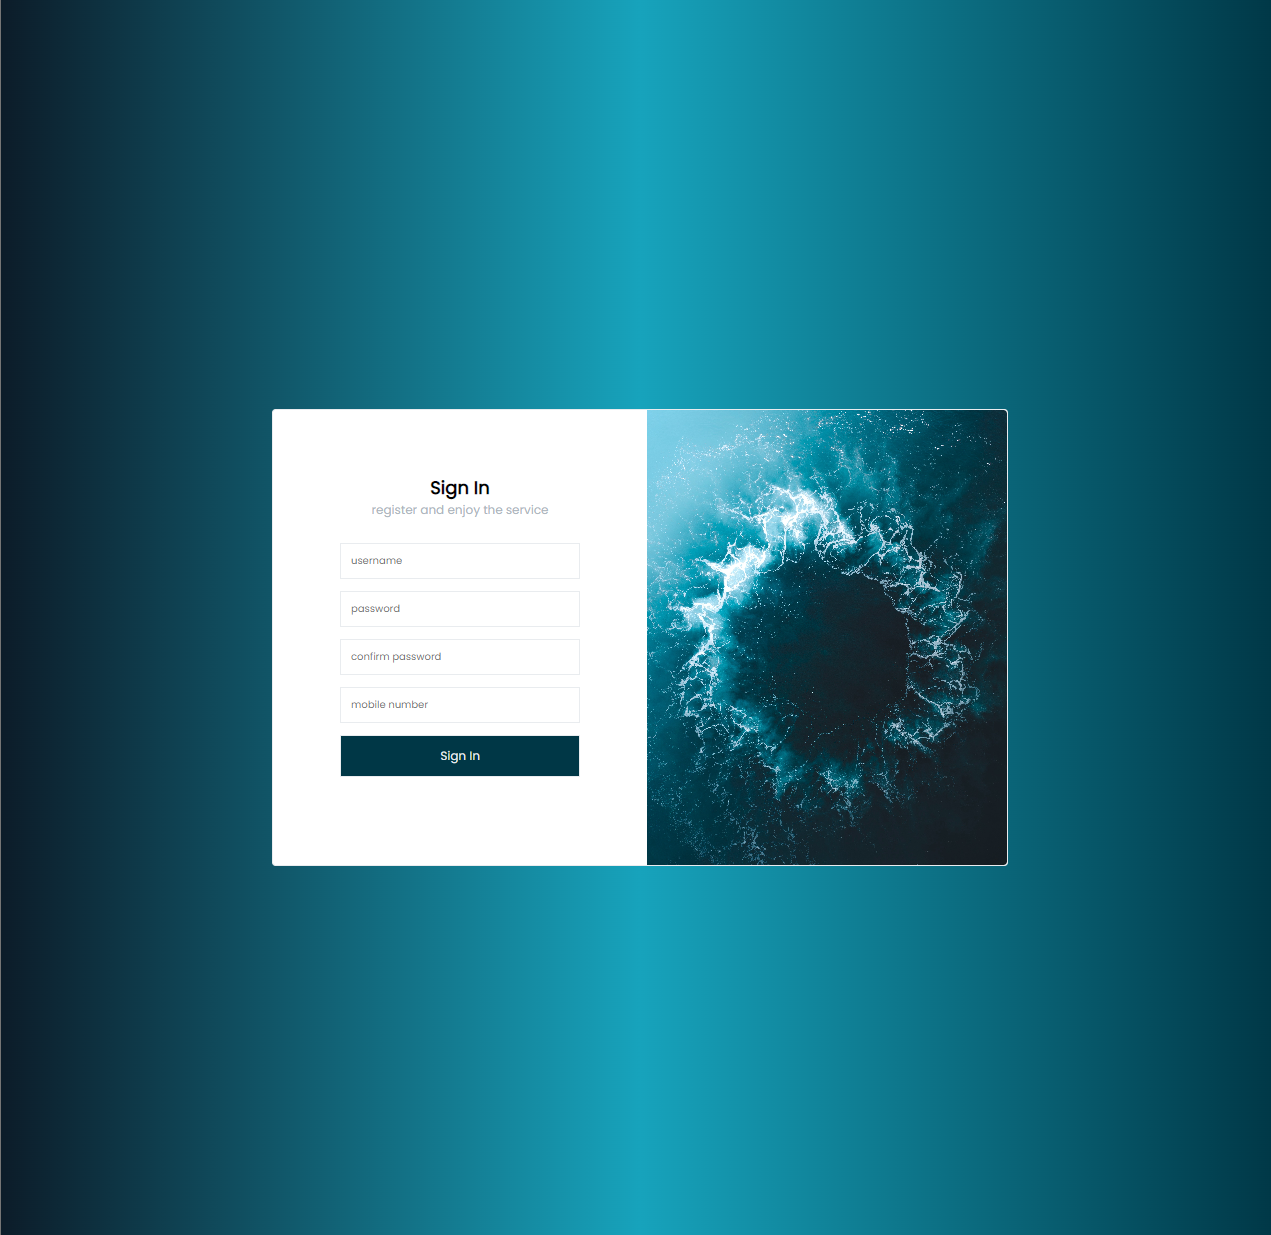 Sign In
register and enjoy the service
username
password
confirm password
mobile number
Sign In